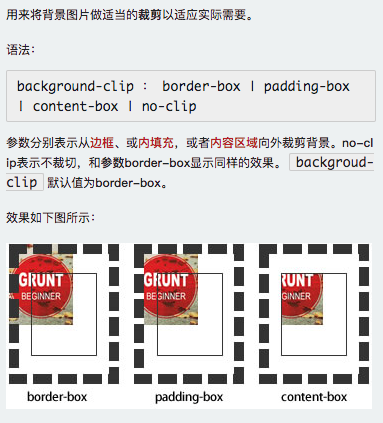 用来将背景图片做适当的裁剪以适应实际需要。
语法：
background-clip ： border-box | padding-box
| content-box | no-clip
参数分别表示从边框、或内填充，或者内容区域向外裁剪背景。no-cl
ip表示不裁切，和参数border-box显示同样的效果。 backgroud-
clip 默认值为border-box。
效果如下图所示：
GRUNT GRUNT RUNT
BEGINNER BEGINNER BEGINNER
border-box padding-box content-box